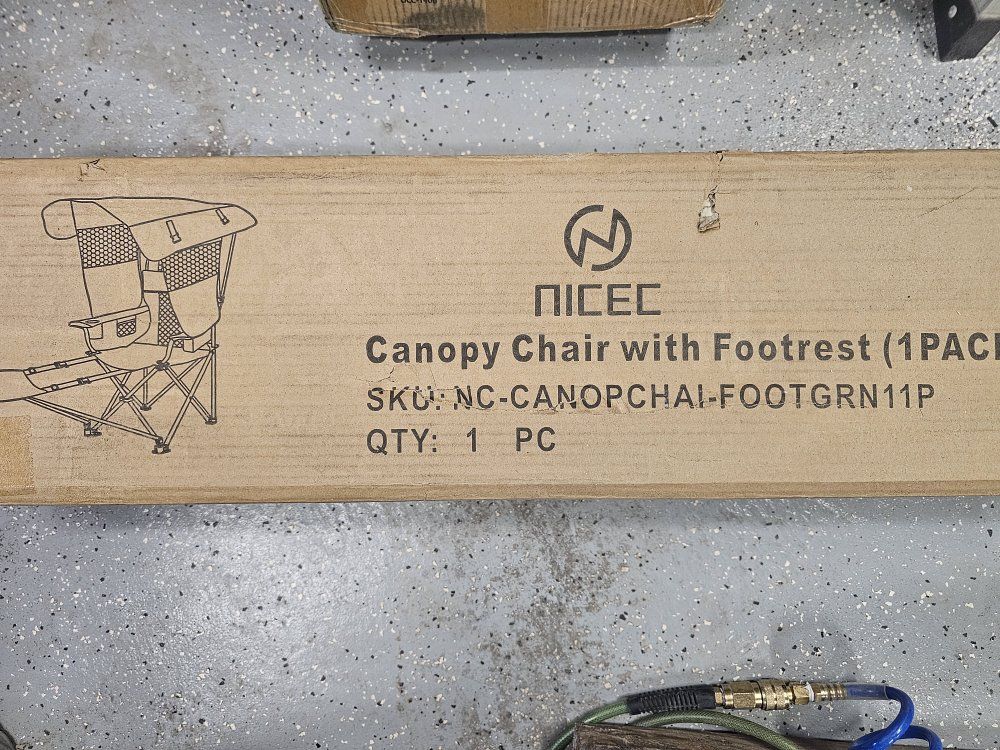 NICEC
Canopy Chair with Footrest (1PAC
SKU: NC-CANOPCHAI-FOOTGRN11P
QTY: 1 PC